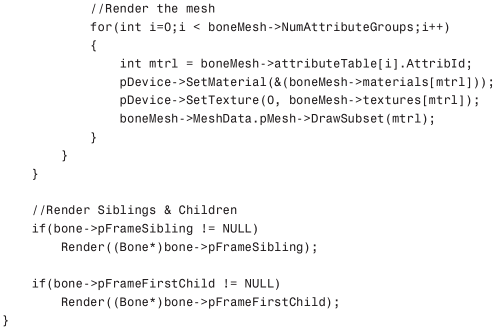 //Render the mesh
            for(int i=0;i < boneMesh->NumAttributeGroups;i++)
            {
                int mtrl = boneMesh->attributeTable[i].AttribId;
                pDevice->SetMaterial(&(boneMesh->materials[mtrl]));
                pDevice->SetTexture(0, boneMesh->textures[mtrl]);
                boneMesh->MeshData.pMesh->DrawSubset(mtrl);
            }
        }
    }

    //Render Siblings & Children
    if(bone->pFrameSibling != NULL)
        Render((Bone*)bone->pFrameSibling);

    if(bone->pFrameFirstChild != NULL)
        Render((Bone*)bone->pFrameFirstChild);
}